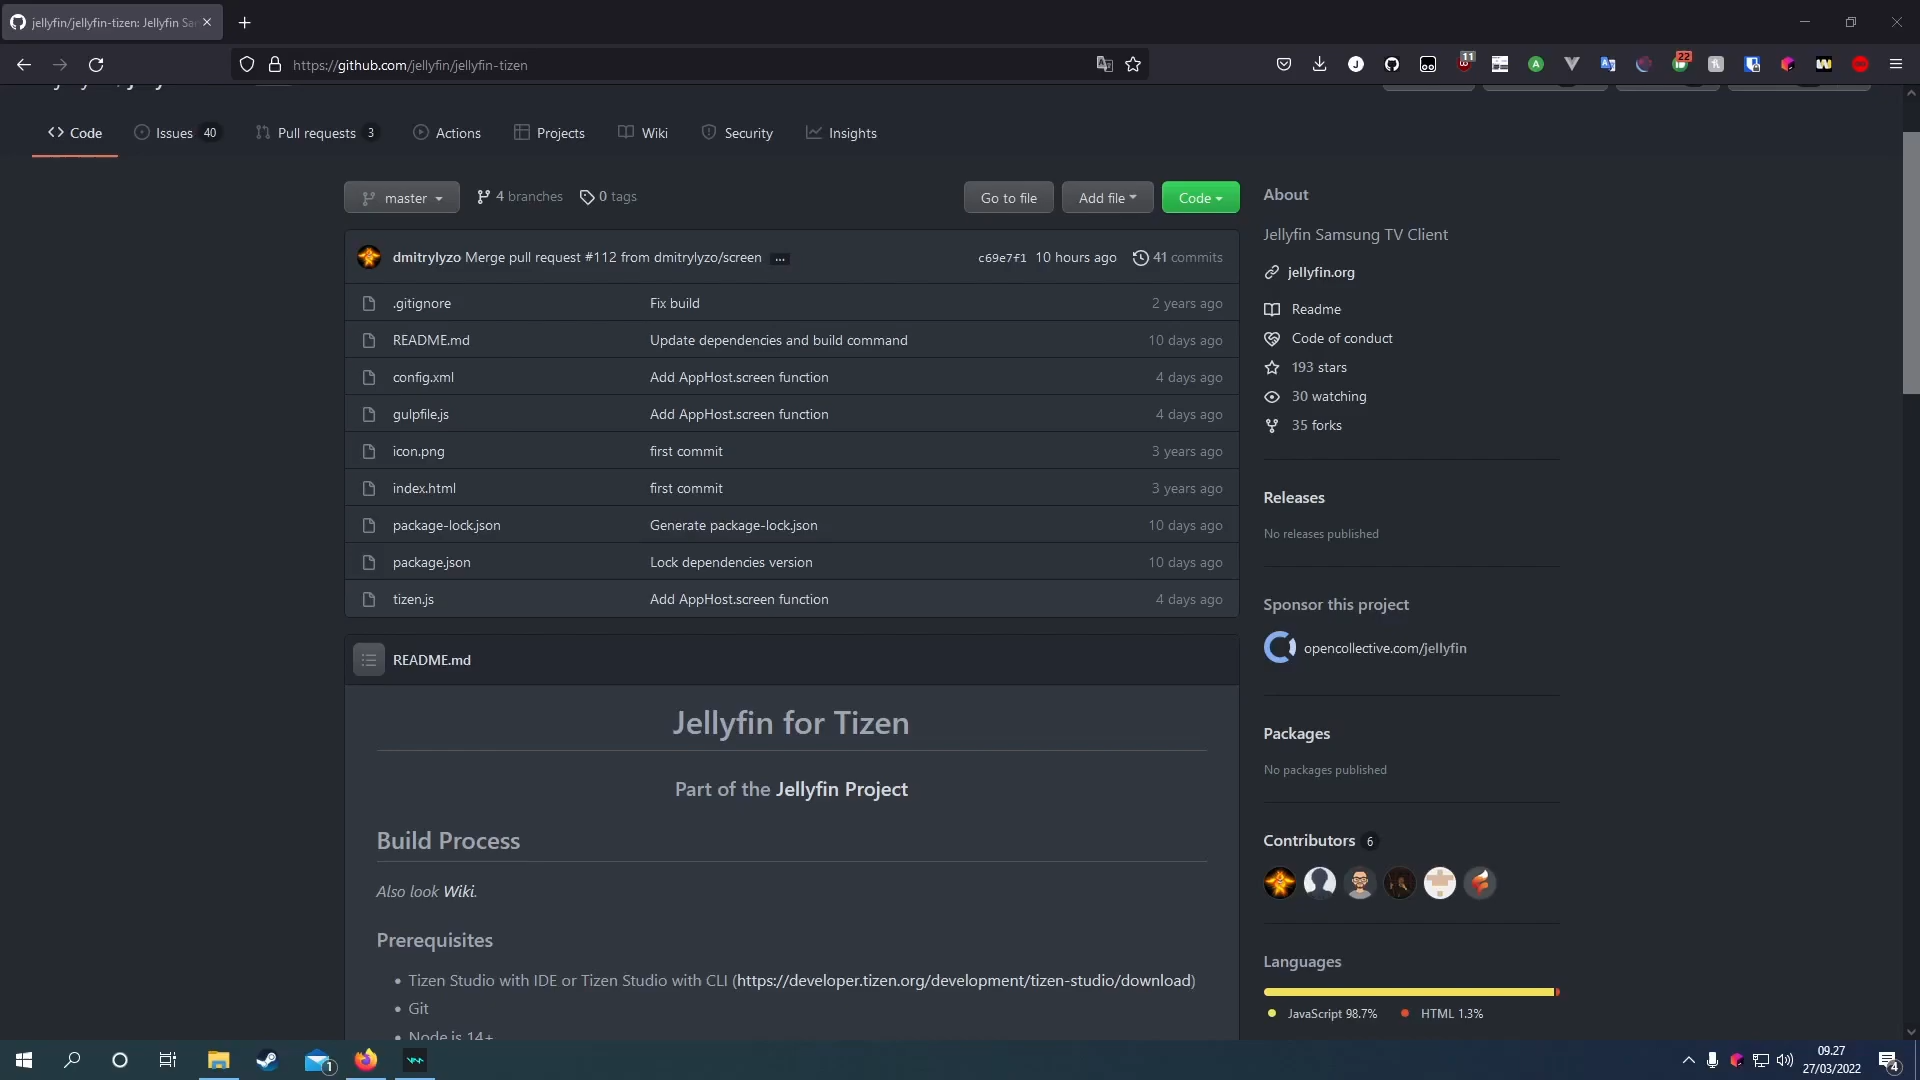 jellyfin/jellyfin-tizen: Jellyfin Sa
https://github.com/jellyfin/jellyfin-tizen
11
22
Code
Issues 40
Pull requests 3
Actions
Projects
Wiki
Security
Insights
master
4 branches
0 tags
Go to file
Add file
Code
dmitrylyzo Merge pull request #112 from dmitrylyzo/screen ...
c69e7f1 10 hours ago 41 commits
.gitignore Fix build 2 years ago
README.md Update dependencies and build command 10 days ago
config.xml Add AppHost.screen function 4 days ago
gulpfile.js Add AppHost.screen function 4 days ago
icon.png first commit 3 years ago
index.html first commit 3 years ago
package-lock.json Generate package-lock.json 10 days ago
package.json Lock dependencies version 10 days ago
tizen.js Add AppHost.screen function 4 days ago
README.md
Jellyfin for Tizen
Part of the Jellyfin Project
Build Process
Also look Wiki.
Prerequisites
Tizen Studio with IDE or Tizen Studio with CLI (https://developer.tizen.org/development/tizen-studio/download)
Git
Node.js 14+
About
Jellyfin Samsung TV Client
jellyfin.org
Readme
Code of conduct
193 stars
30 watching
35 forks
Releases
No releases published
Sponsor this project
opencollective.com/jellyfin
Packages
No packages published
Contributors 6
Languages
JavaScript 98.7%
HTML 1.3%
1
09.27
27/03/2022
4